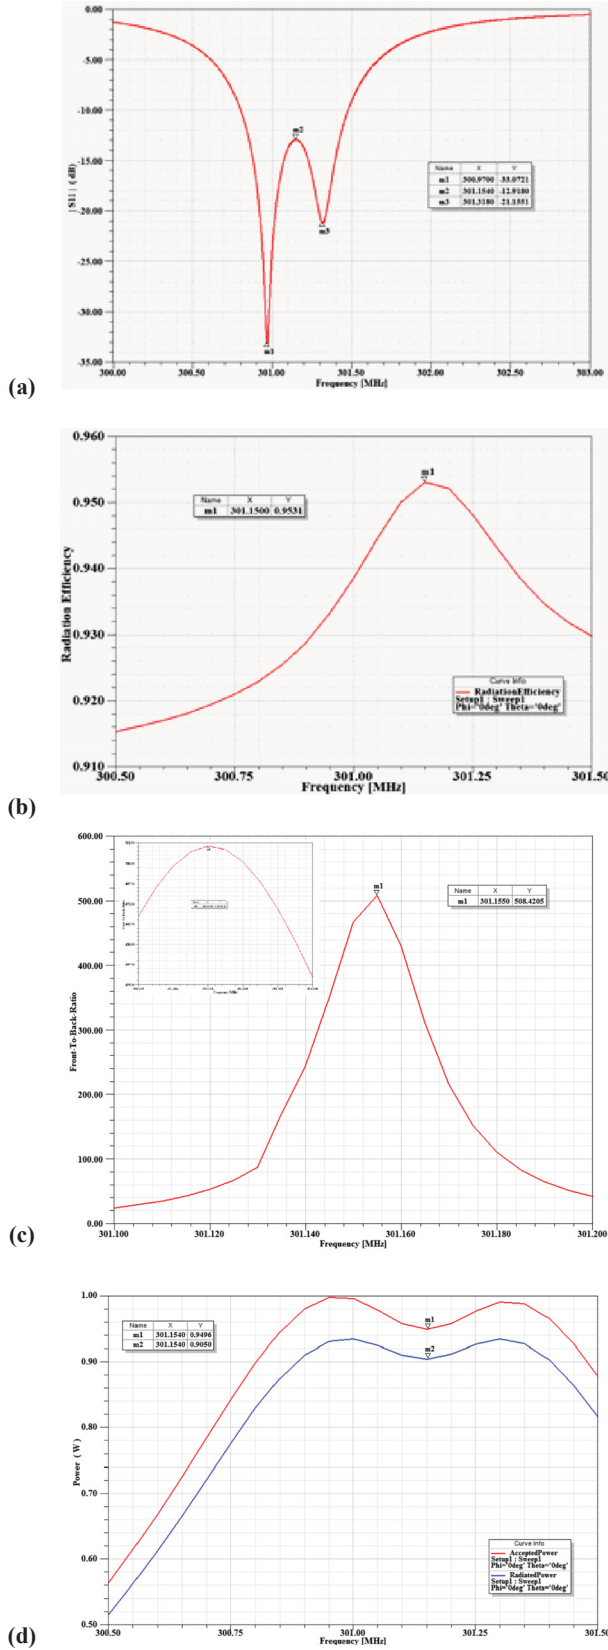 0.00
-5.00
-10.00
-15.00
-20.00
-25.00
-30.00
-35.00
|S11| (dB)
m2
m3
m1
Name X Y
m1 300.9700 -33.0721
m2 301.1540 -12.9180
m3 301.3180 -21.1551
300.00 300.50 301.00 301.50 302.00 302.50 303.00
Frequency [MHz]
(a)
0.960
0.950
0.940
0.930
0.920
0.910
Radiation Efficiency
m1
Name X Y
m1 301.1500 0.9531
Curve Info
RadiationEfficiency
Setup1 : Sweep1
Phi='0deg' Theta='0deg'
300.50 300.75 301.00 301.25 301.50
Frequency [MHz]
(b)
600.00
500.00
400.00
300.00
200.00
100.00
0.00
Front-To-Back-Ratio
m1
Name X Y
m1 301.1550 508.4205
301.100 301.120 301.140 301.160 301.180 301.200
Frequency [MHz]
(c)
1.00
0.90
0.80
0.70
0.60
0.50
Power (W)
Name X Y
m1 301.1540 0.9496
m2 301.1540 0.9050
m1
m2
Curve Info
AcceptedPower
Setup1 : Sweep1
Phi='0deg' Theta='0deg'
RadiatedPower
Setup1 : Sweep1
Phi='0deg' Theta='0deg'
300.50 300.75 301.00 301.25 301.50
Frequency [MHz]
(d)